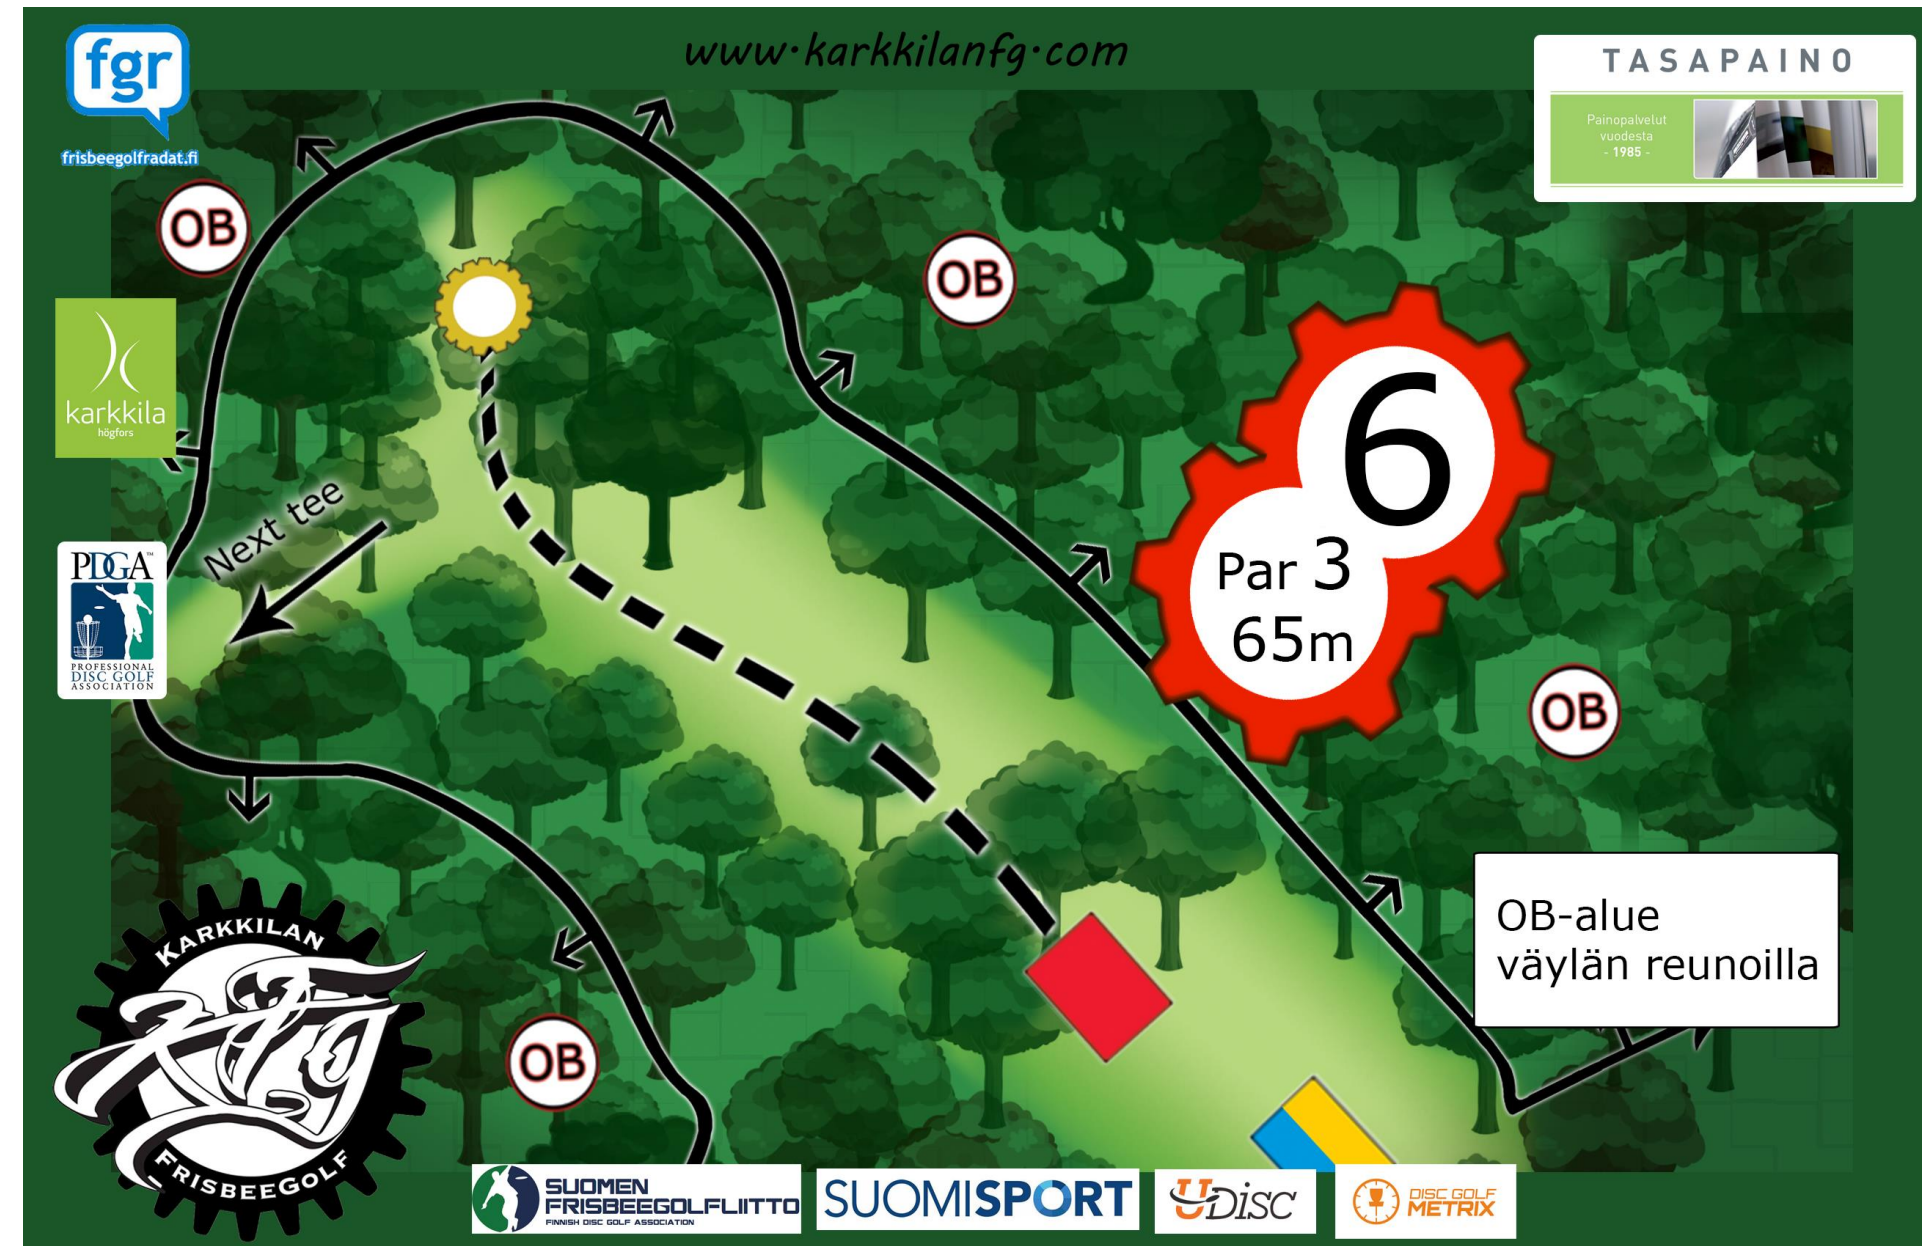 www.karkkilanfg.com
fgr
frisbeegolfradat.fi
TASAPAINO
Painopalvelut
vuodesta
- 1985 -
OB
OB
karkkila
högfors
6
Par 3
65m
Next tee
PDGA™
PROFESSIONAL
DISC GOLF
ASSOCIATION
OB
OB-alue
väylän reunoilla
KARKKILAN
KFG
FRISBEEGOLF
OB
SUOMEN
FRISBEEGOLFLIITTO
FINNISH DISC GOLF ASSOCIATION
SUOMISPORT
UDisc
DISC GOLF
METRIX